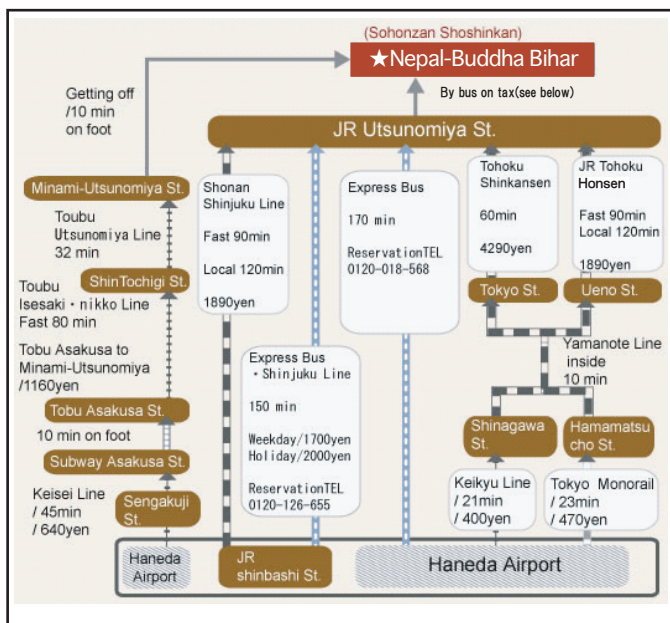 (Sohonzan Shoshinkan)
★Nepal-Buddha Bihar
By bus on tax(see below)
Getting off
/10 min
on foot
JR Utsunomiya St.
Minami-Utsunomiya St.
Toubu
Utsunomiya Line
32 min
ShinTochigi St.
Toubu
Isesaki・nikko Line
Fast 80 min
Tobu Asakusa to
Minami-Utsunomiya
/1160yen
Tobu Asakusa St.
10 min on foot
Subway Asakusa St.
Keisei Line
/ 45min
/ 640yen
Sengakuji
St.
Haneda
Airport
Shonan
Shinjuku Line
Fast 90min
Local 120min
1890yen
JR
shinbashi St.
Express Bus
・Shinjuku Line
150 min
Weekday/1700yen
Holiday/2000yen
ReservationTEL
0120-126-655
Express Bus
170 min
ReservationTEL
0120-018-568
Tohoku
Shinkansen
60min
4290yen
Tokyo St.
JR Tohoku
Honsen
Fast 90min
Local 120min
1890yen
Ueno St.
Yamanote Line
inside
10 min
Shinagawa
St.
Hamamatsu
cho St.
Keikyu Line
/ 21min
/ 400yen
Tokyo Monorail
/ 23min
/ 470yen
Haneda Airport